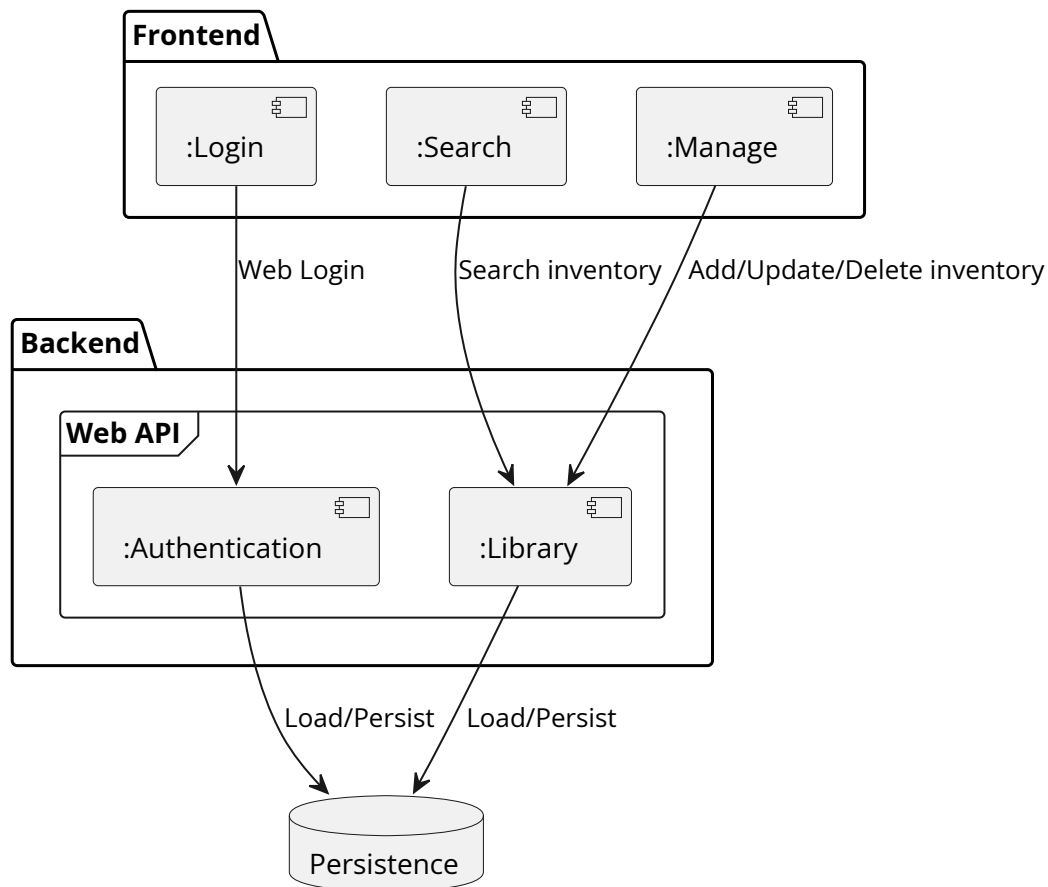 Frontend
:Login
:Search
:Manage
Web Login
Search inventory
Add/Update/Delete inventory
Backend
Web API
:Authentication
:Library
Load/Persist
Load/Persist
Persistence